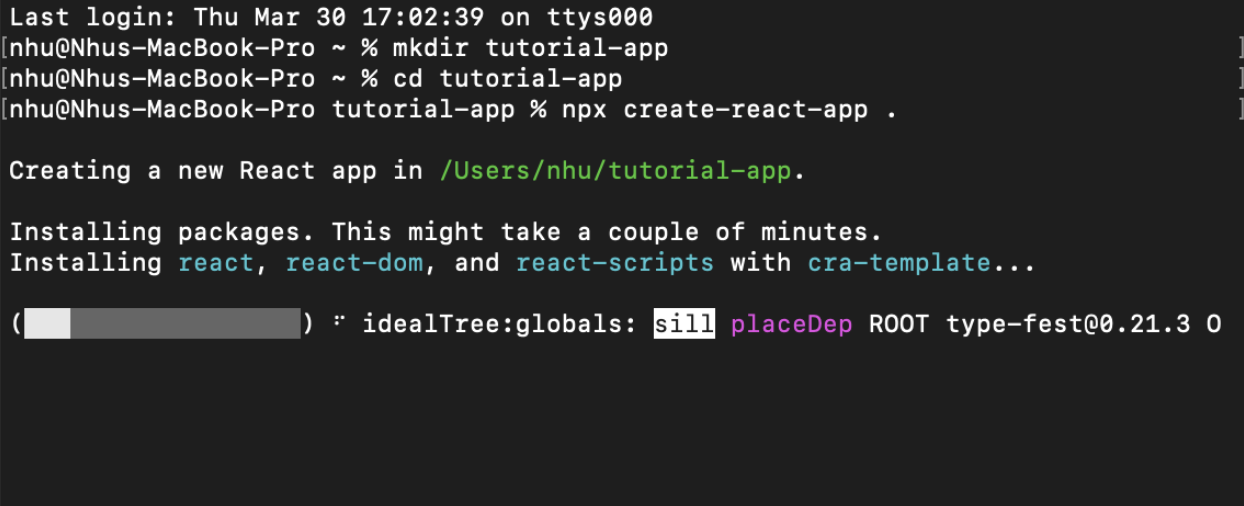 Last login: Thu Mar 30 17:02:39 on ttys000
[nhu@Nhus-MacBook-Pro ~ % mkdir tutorial-app ]
[nhu@Nhus-MacBook-Pro ~ % cd tutorial-app ]
[nhu@Nhus-MacBook-Pro tutorial-app % npx create-react-app . ]
Creating a new React app in /Users/nhu/tutorial-app.
Installing packages. This might take a couple of minutes.
Installing react, react-dom, and react-scripts with cra-template...
( ) ⠋ idealTree:globals: sill placeDep ROOT type-fest@0.21.3 O